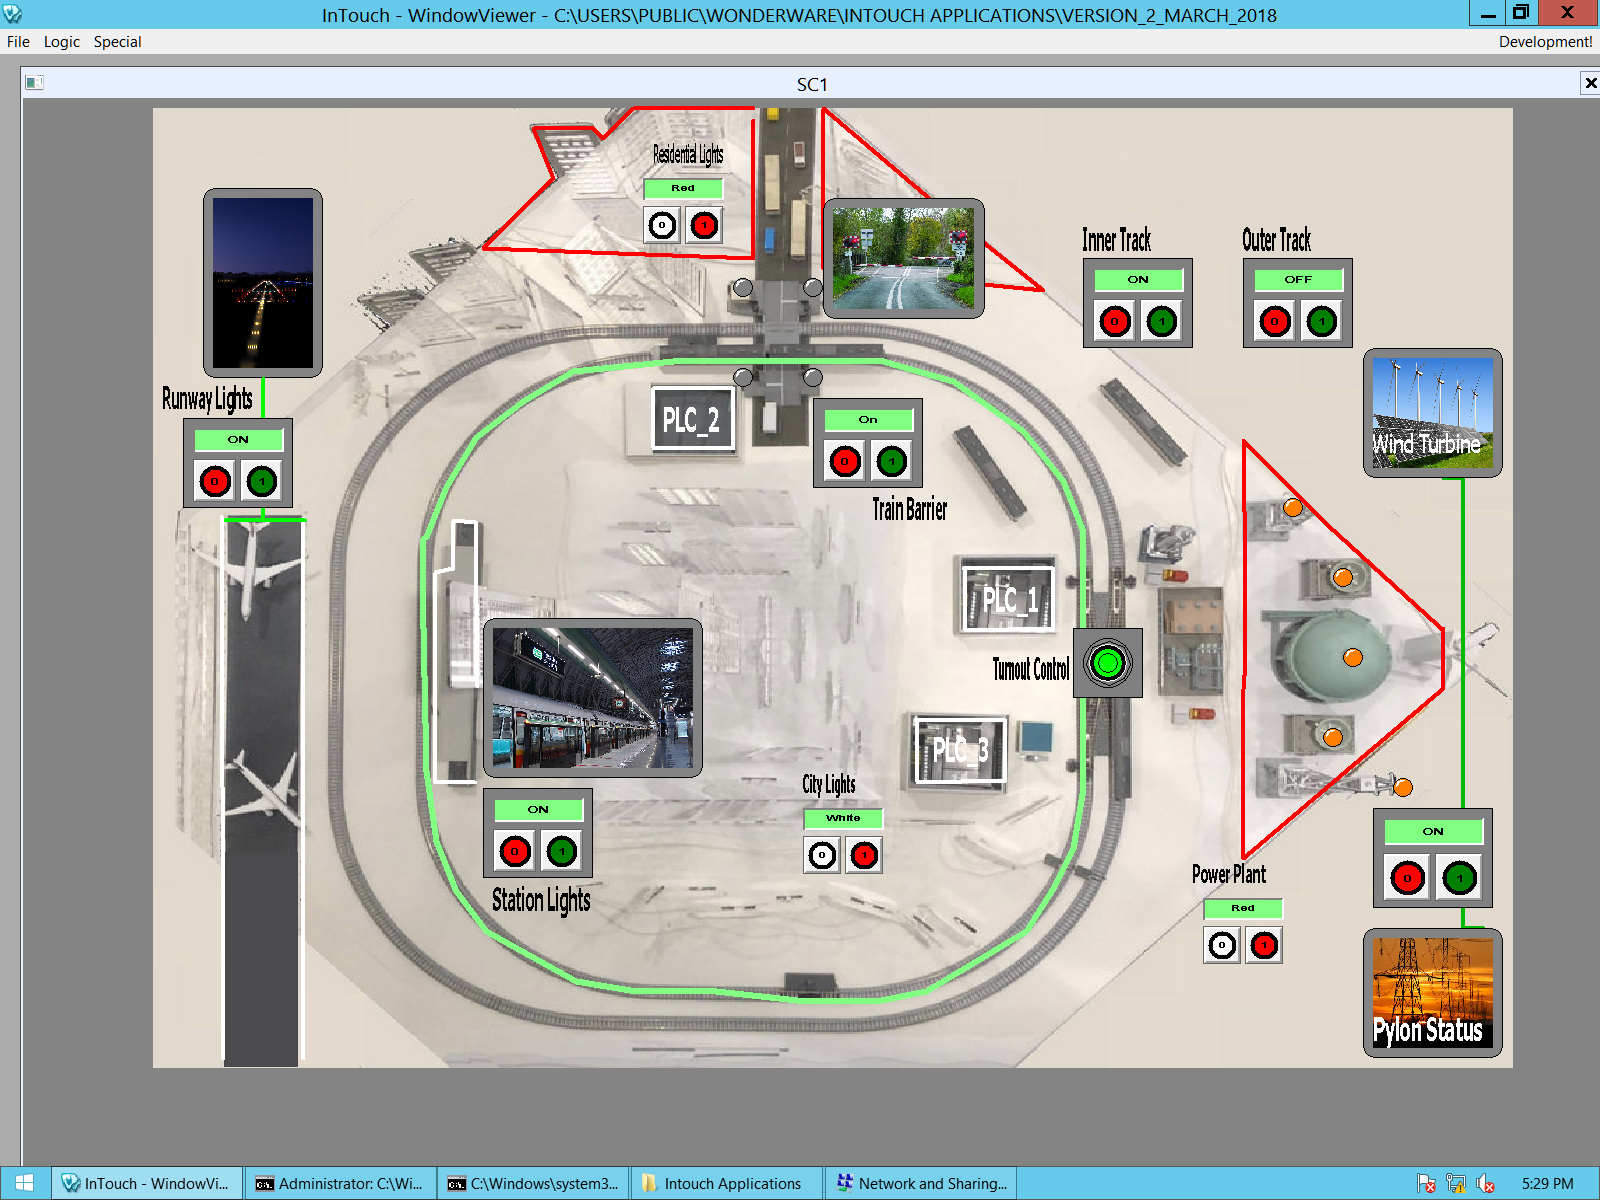 InTouch - WindowViewer - C:\USERS\PUBLIC\WONDERWARE\INTOUCH APPLICATIONS\VERSION_2_MARCH_2018
File Logic Special Development!
SC1
Residential Lights
Red
0 1
Inner Track
ON
0 1
Outer Track
OFF
0 1
Runway Lights
ON
0 1
PLC_2
On
0 1
Train Barrier
Wind Turbine
PLC_1
Turnout Control
PLC_3
City Lights
White
0 1
ON
0 1
Station Lights
ON
0 1
Power Plant
Red
0 1
Pylon Status
InTouch - WindowVi...
Administrator: C:\Wi...
C:\Windows\system3...
Intouch Applications
Network and Sharing...
5:29 PM